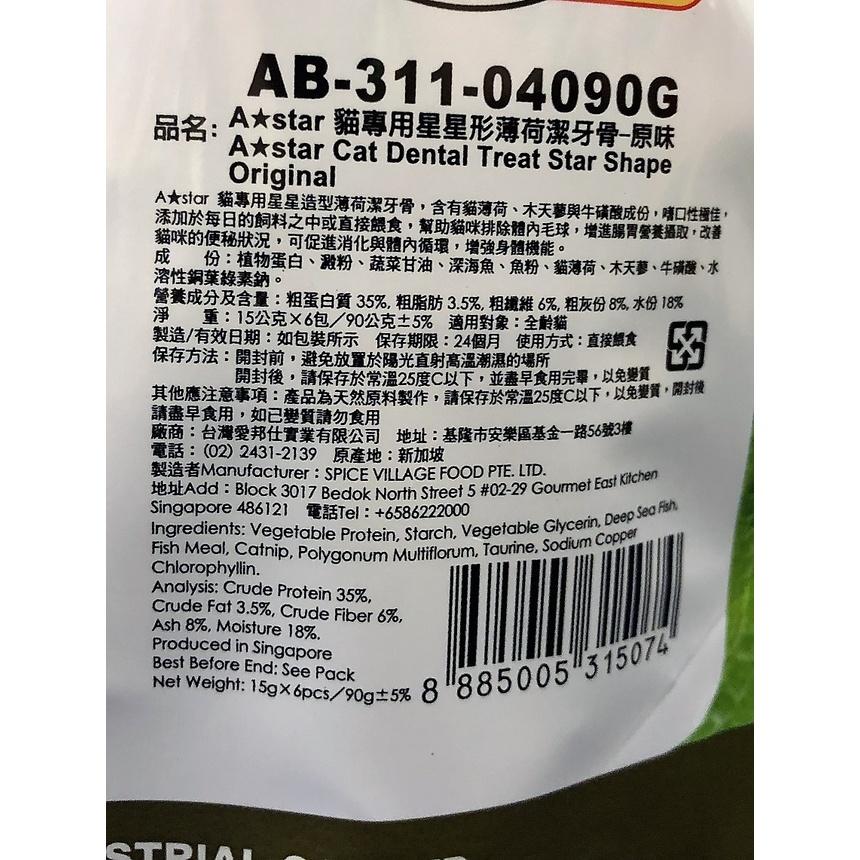 AB-311-04090G
品名: A★star 貓專用星星形薄荷潔牙骨-原味
A★star Cat Dental Treat Star Shape
Original
A★star 貓專用星星造型薄荷潔牙骨，含有貓薄荷、木天蓼與牛磺酸成份，嗜口性極佳，
添加於每日的飼料之中或直接餵食，幫助貓咪排除體內毛球，增進腸胃營養攝取，改善
貓咪的便秘狀況，可促進消化與體內循環，增強身體機能。
成　　份：植物蛋白、澱粉、蔬菜甘油、深海魚、魚粉、貓薄荷、木天蓼、牛磺酸、水
溶性銅葉綠素鈉。
營養成分及含量：粗蛋白質 35%, 粗脂肪 3.5%, 粗纖維 6%, 粗灰份 8%, 水份 18%
淨　　重：15公克×6包／90公克±5%　適用對象：全齡貓
製造/有效日期：如包裝所示　保存期限：24個月　使用方式：直接餵食
保存方法：開封前，避免放置於陽光直射高溫潮濕的場所
開封後，請保存於常溫25度C以下，並盡早食用完畢，以免變質
其他應注意事項：產品為天然原料製作，請保存於常溫25度C以下，以免變質，開封後
請盡早食用，如已變質請勿食用
廠商：台灣愛邦仕實業有限公司　地址：基隆市安樂區基金一路56號3樓
電話：(02) 2431-2139　原產地：新加坡
製造者Manufacturer：SPICE VILLAGE FOOD PTE. LTD.
地址Add：Block 3017 Bedok North Street 5 #02-29 Gourmet East Kitchen
Singapore 486121　電話Tel：+6586222000
Ingredients: Vegetable Protein, Starch, Vegetable Glycerin, Deep Sea Fish,
Fish Meal, Catnip, Polygonum Multiflorum, Taurine, Sodium Copper
Chlorophyllin.
Analysis: Crude Protein 35%,
Crude Fat 3.5%, Crude Fiber 6%,
Ash 8%, Moisture 18%.
Produced in Singapore
Best Before End: See Pack
Net Weight: 15g×6pcs／90g±5%
8 885005 315074